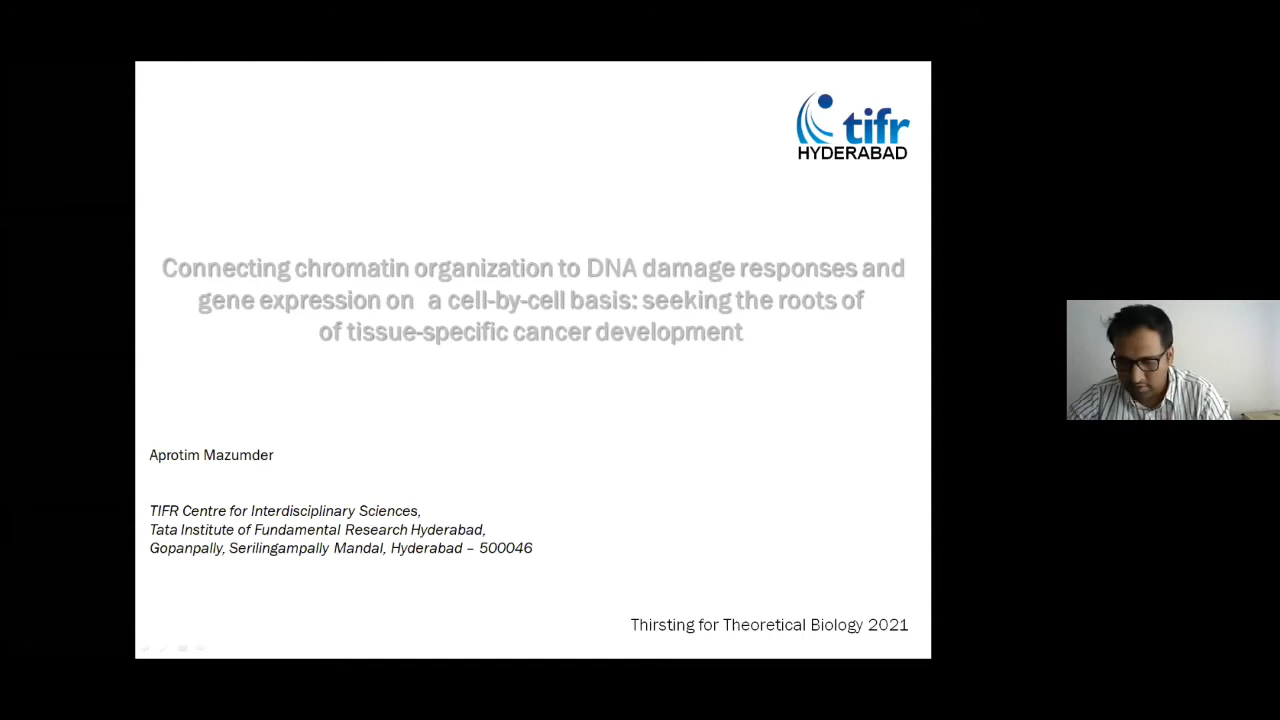 tifr
HYDERABAD
Connecting chromatin organization to DNA damage responses and
gene expression on a cell-by-cell basis: seeking the roots of
of tissue-specific cancer development
Aprotim Mazumder
TIFR Centre for Interdisciplinary Sciences,
Tata Institute of Fundamental Research Hyderabad,
Gopanpally, Serilingampally Mandal, Hyderabad – 500046
Thirsting for Theoretical Biology 2021